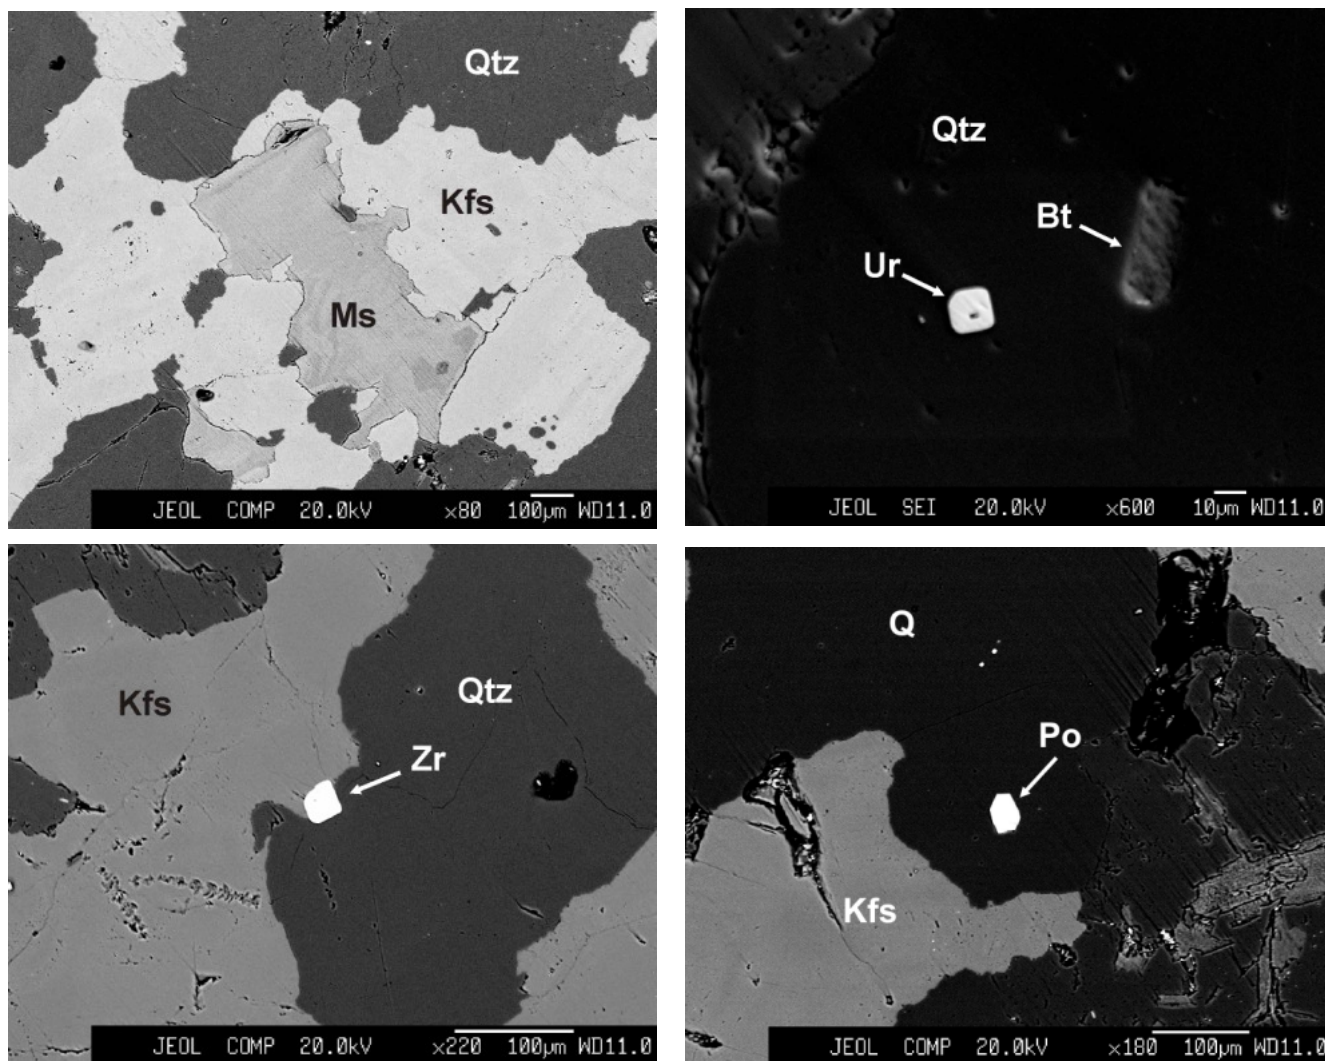 Qtz
Kfs
Ms
JEOL COMP 20.0kV ×80 100µm WD11.0
Qtz
Bt
Ur
JEOL SEI 20.0kV ×600 10µm WD11.0
Kfs
Qtz
Zr
JEOL COMP 20.0kV ×220 100µm WD11.0
Q
Po
Kfs
JEOL COMP 20.0kV ×180 100µm WD11.0